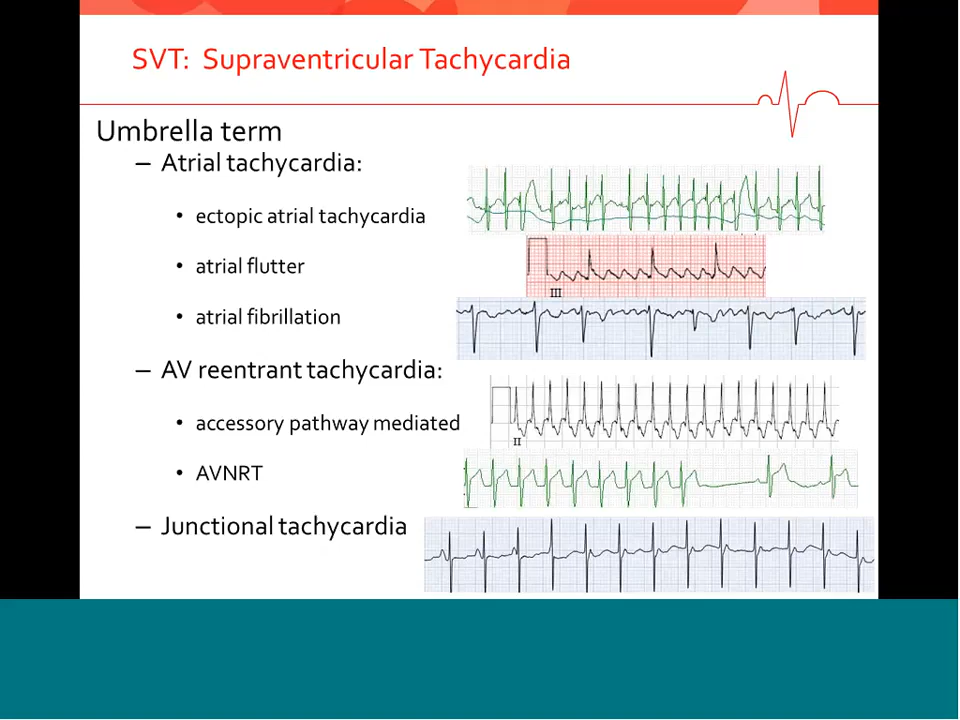 SVT: Supraventricular Tachycardia
Umbrella term
– Atrial tachycardia:
• ectopic atrial tachycardia
• atrial flutter
III
• atrial fibrillation
– AV reentrant tachycardia:
• accessory pathway mediated
II
• AVNRT
– Junctional tachycardia